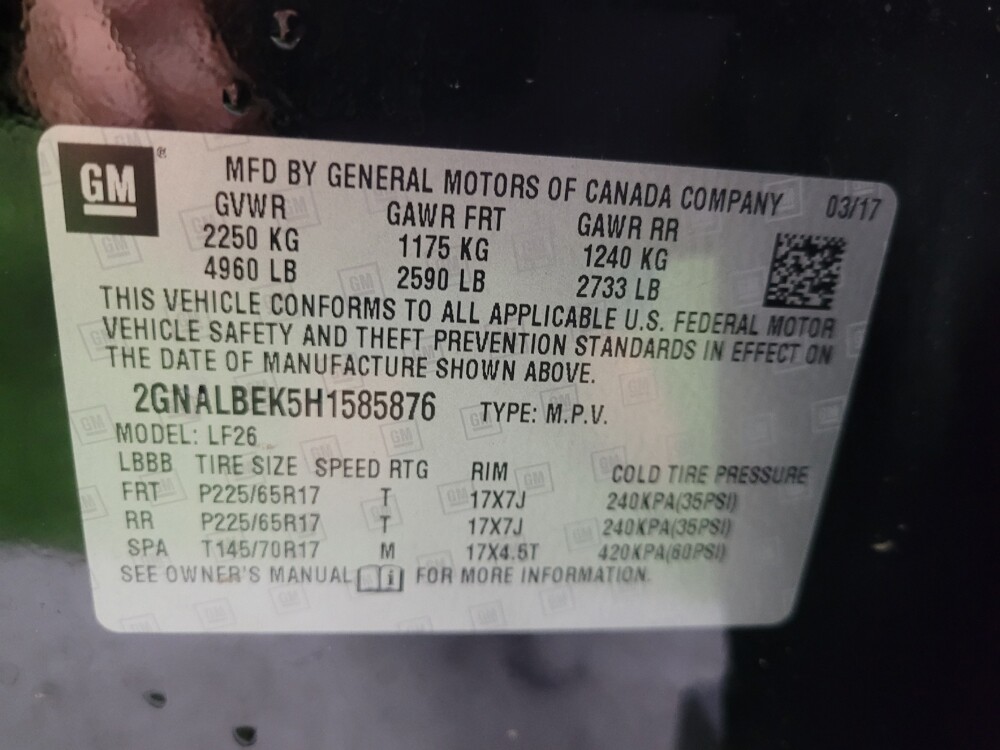 GM ® MFD BY GENERAL MOTORS OF CANADA COMPANY 03/17
GVWR GAWR FRT GAWR RR
2250 KG 1175 KG 1240 KG
4960 LB 2590 LB 2733 LB
THIS VEHICLE CONFORMS TO ALL APPLICABLE U.S. FEDERAL MOTOR
VEHICLE SAFETY AND THEFT PREVENTION STANDARDS IN EFFECT ON
THE DATE OF MANUFACTURE SHOWN ABOVE.
2GNALBEK5H1585876 TYPE: M.P.V.
MODEL: LF26
LBBB TIRE SIZE SPEED RTG RIM COLD TIRE PRESSURE
FRT P225/65R17 T 17X7J 240KPA(35PSI)
RR P225/65R17 T 17X7J 240KPA(35PSI)
SPA T145/70R17 M 17X4.5T 420KPA(60PSI)
SEE OWNER'S MANUAL i FOR MORE INFORMATION.